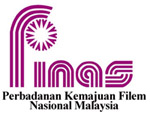 Finas
Perbadanan Kemajuan Filem
Nasional Malaysia